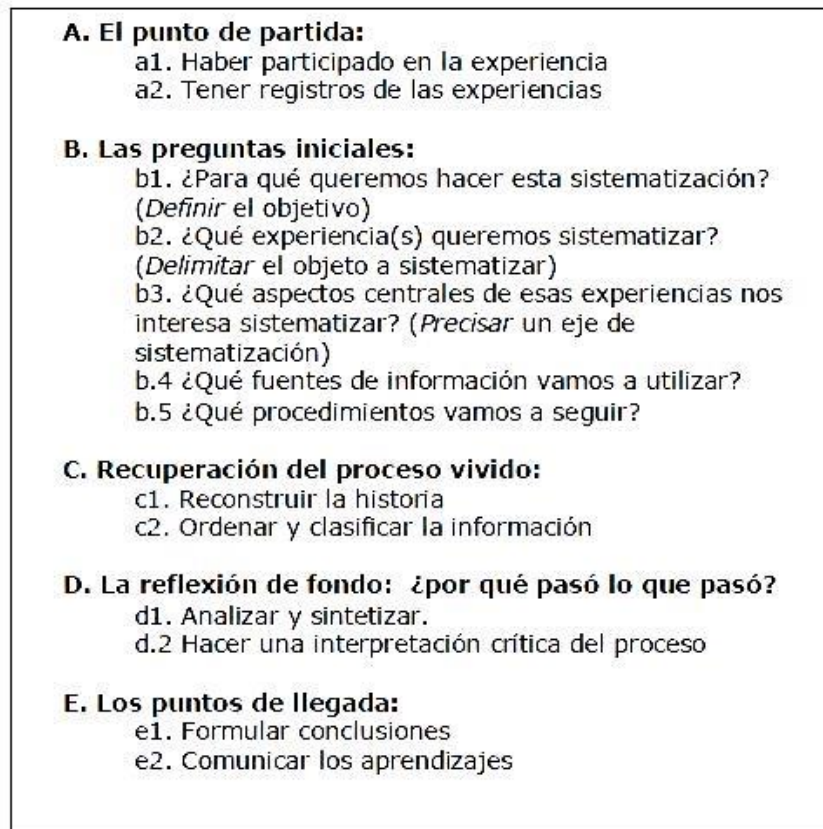 A. El punto de partida:
a1. Haber participado en la experiencia
a2. Tener registros de las experiencias
B. Las preguntas iniciales:
b1. ¿Para qué queremos hacer esta sistematización?
(Definir el objetivo)
b2. ¿Qué experiencia(s) queremos sistematizar?
(Delimitar el objeto a sistematizar)
b3. ¿Qué aspectos centrales de esas experiencias nos
interesa sistematizar? (Precisar un eje de
sistematización)
b.4 ¿Qué fuentes de información vamos a utilizar?
b.5 ¿Qué procedimientos vamos a seguir?
C. Recuperación del proceso vivido:
c1. Reconstruir la historia
c2. Ordenar y clasificar la información
D. La reflexión de fondo: ¿por qué pasó lo que pasó?
d1. Analizar y sintetizar.
d.2 Hacer una interpretación crítica del proceso
E. Los puntos de llegada:
e1. Formular conclusiones
e2. Comunicar los aprendizajes